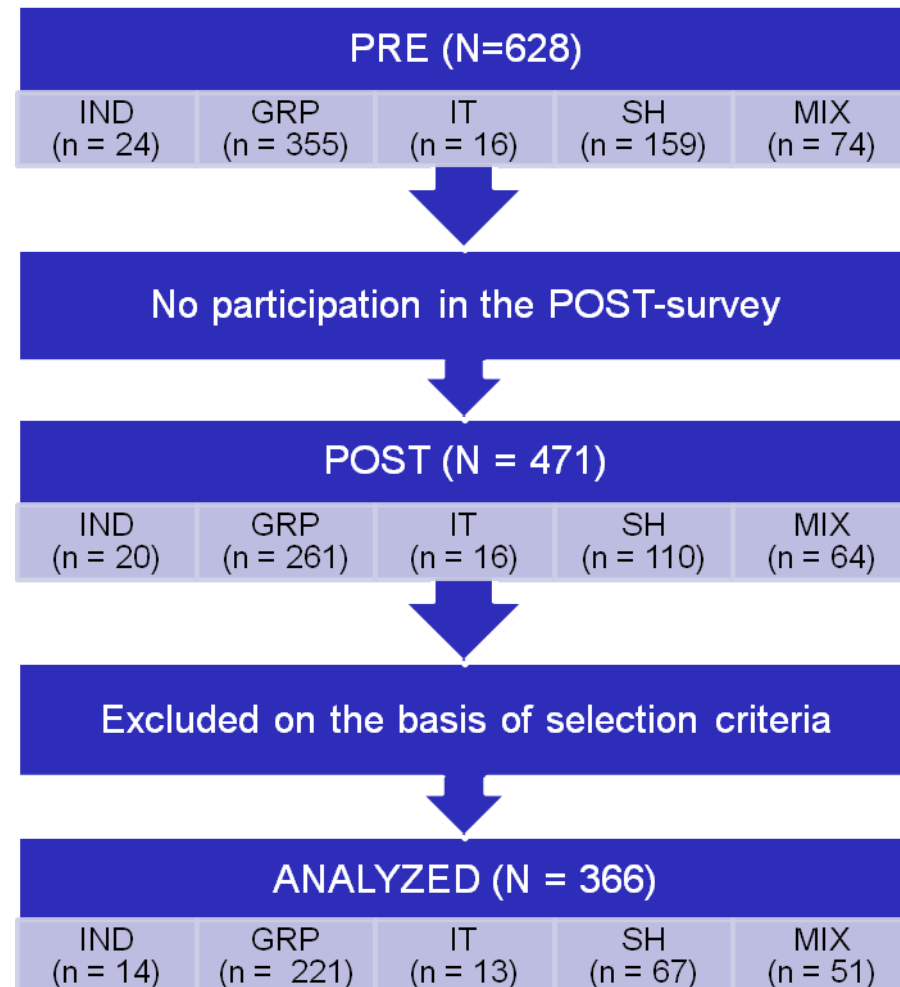 PRE (N=628)
IND GRP IT SH MIX
(n = 24) (n = 355) (n = 16) (n = 159) (n = 74)
No participation in the POST-survey
POST (N = 471)
IND GRP IT SH MIX
(n = 20) (n = 261) (n = 16) (n = 110) (n = 64)
Excluded on the basis of selection criteria
ANALYZED (N = 366)
IND GRP IT SH MIX
(n = 14) (n = 221) (n = 13) (n = 67) (n = 51)